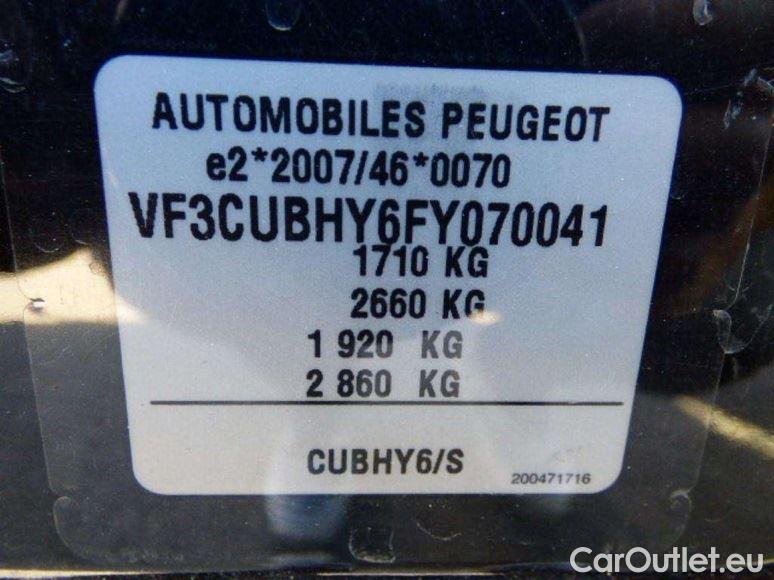 AUTOMOBILES PEUGEOT
e2*2007/46*0070
VF3CUBHY6FY070041
1710 KG
2660 KG
1 920 KG
2 860 KG
CUBHY6/S
200471716
CarOutlet.eu